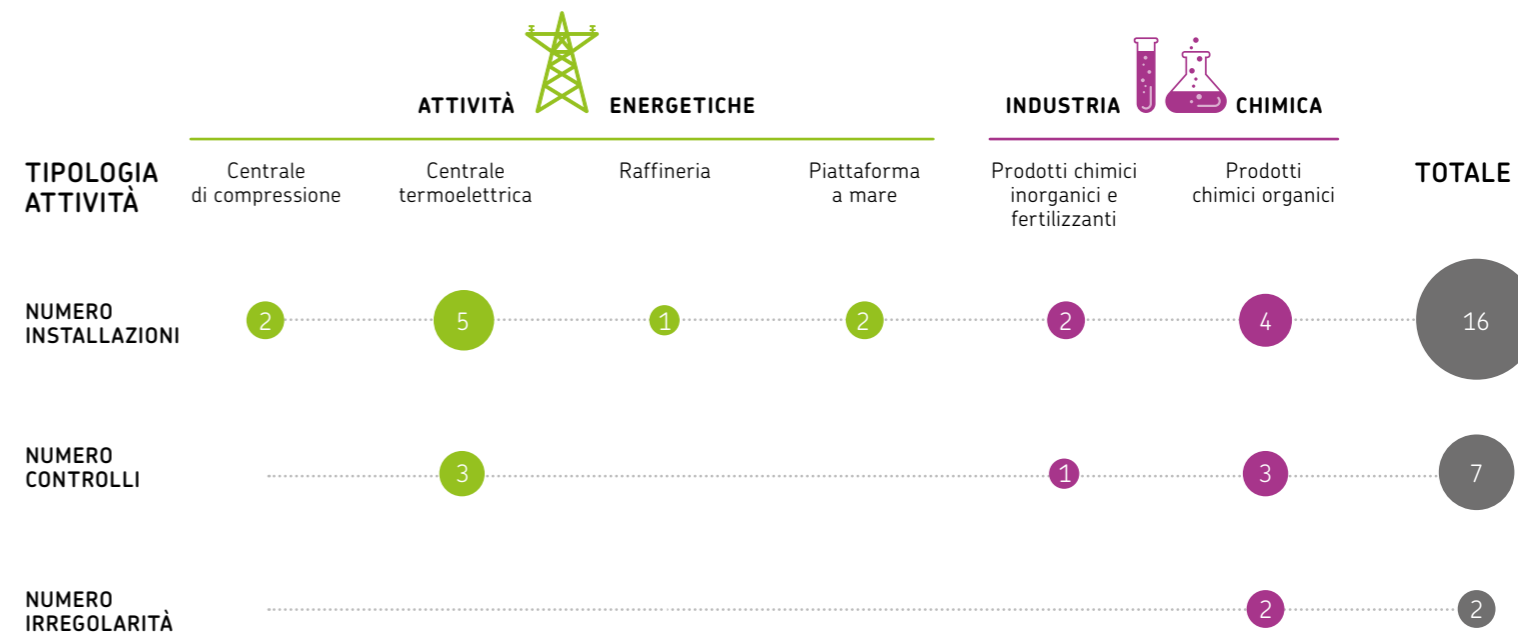 ATTIVITÀ ENERGETICHE
INDUSTRIA CHIMICA
TIPOLOGIA
ATTIVITÀ
Centrale
di compressione
Centrale
termoelettrica
Raffineria
Piattaforma
a mare
Prodotti chimici
inorganici e
fertilizzanti
Prodotti
chimici organici
TOTALE
NUMERO
INSTALLAZIONI
2 5 1 2 2 4 16
NUMERO
CONTROLLI
3 1 3 7
NUMERO
IRREGOLARITÀ
2 2